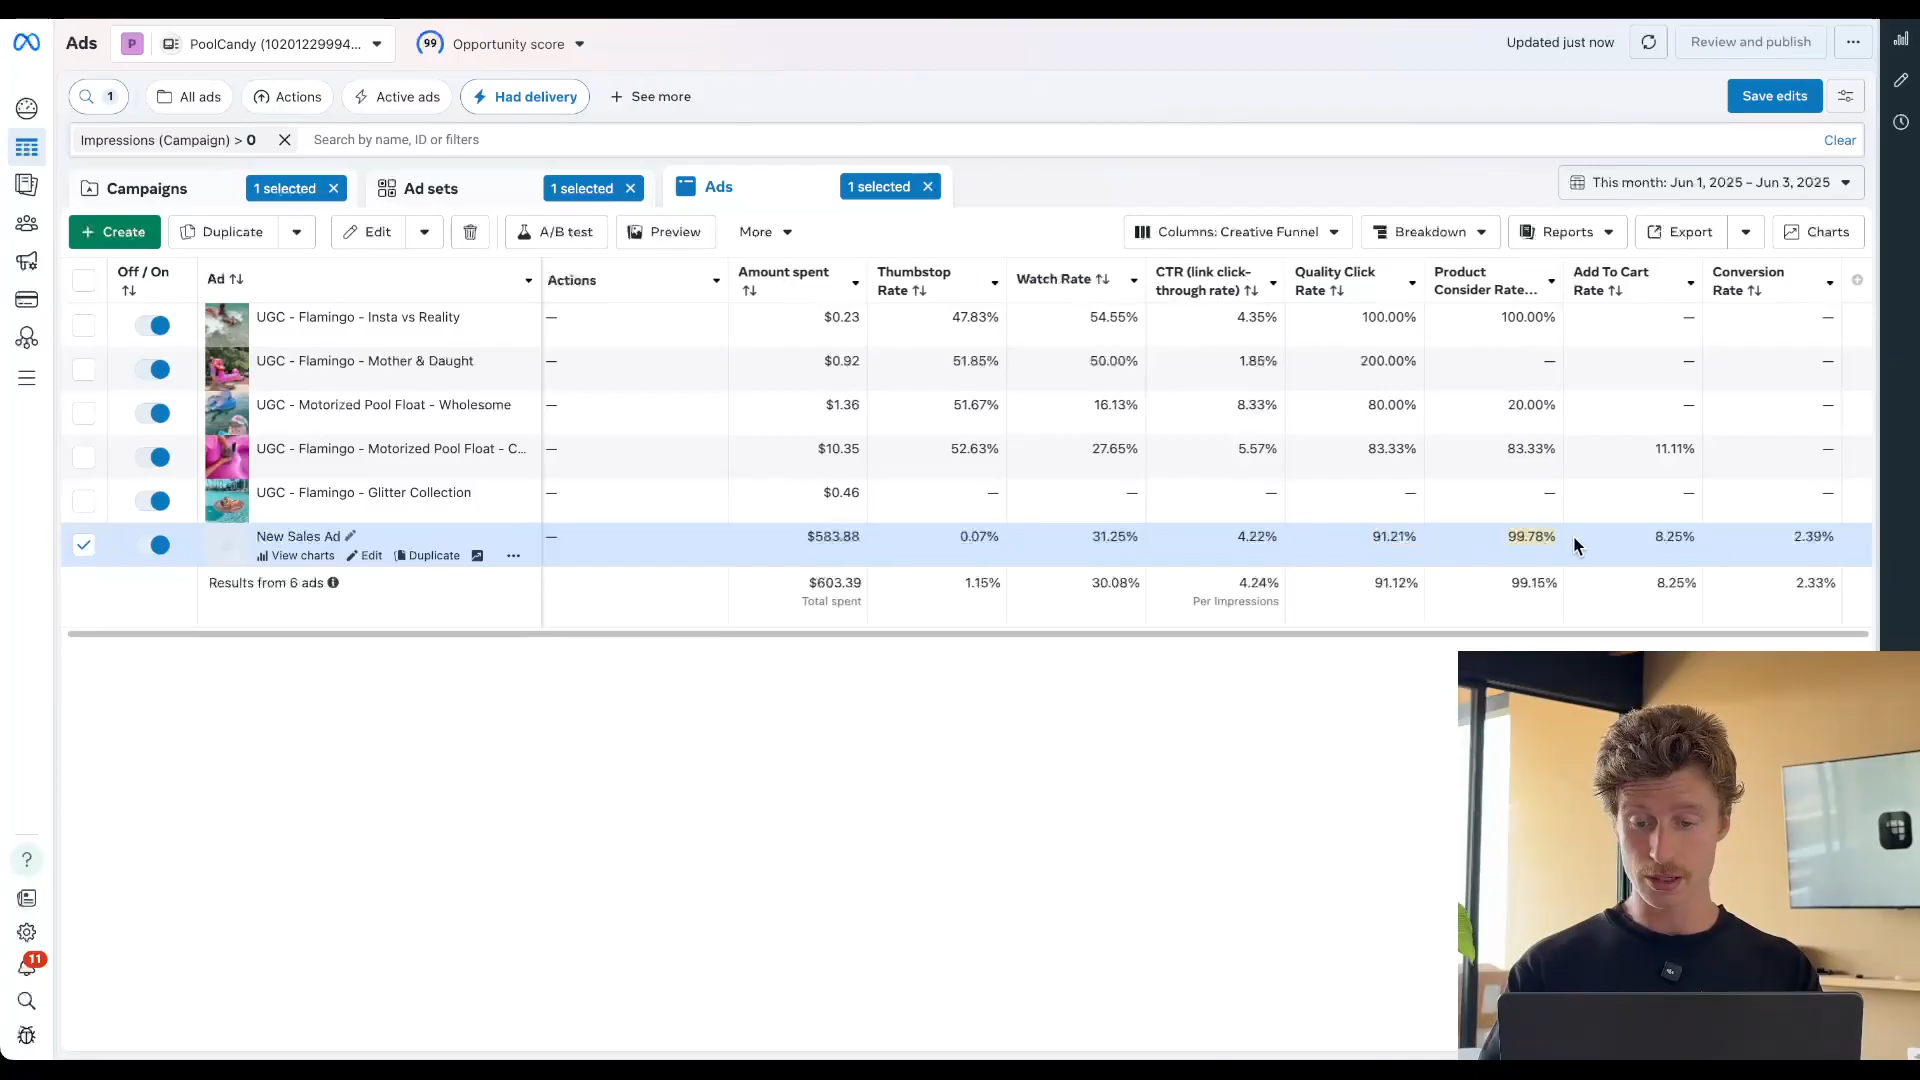 Ads P PoolCandy (10201229994... 99 Opportunity score Updated just now Review and publish
1 All ads Actions Active ads Had delivery + See more Save edits
Impressions (Campaign) > 0 Search by name, ID or filters Clear
Campaigns 1 selected Ad sets 1 selected Ads 1 selected This month: Jun 1, 2025 – Jun 3, 2025
+ Create Duplicate Edit A/B test Preview More Columns: Creative Funnel Breakdown Reports Export Charts
Off / On Ad Actions Amount spent Thumbstop Rate Watch Rate CTR (link click-through rate) Quality Click Rate Product Consider Rate... Add To Cart Rate Conversion Rate
UGC - Flamingo - Insta vs Reality — $0.23 47.83% 54.55% 4.35% 100.00% 100.00% — —
UGC - Flamingo - Mother & Daught — $0.92 51.85% 50.00% 1.85% 200.00% — — —
UGC - Motorized Pool Float - Wholesome — $1.36 51.67% 16.13% 8.33% 80.00% 20.00% — —
UGC - Flamingo - Motorized Pool Float - C... — $10.35 52.63% 27.65% 5.57% 83.33% 83.33% 11.11% —
UGC - Flamingo - Glitter Collection — $0.46 — — — — — — —
New Sales Ad — $583.88 0.07% 31.25% 4.22% 91.21% 99.78% 8.25% 2.39%
View charts Edit Duplicate ...
Results from 6 ads $603.39 1.15% 30.08% 4.24% 91.12% 99.15% 8.25% 2.33%
Total spent Per Impressions
?
11